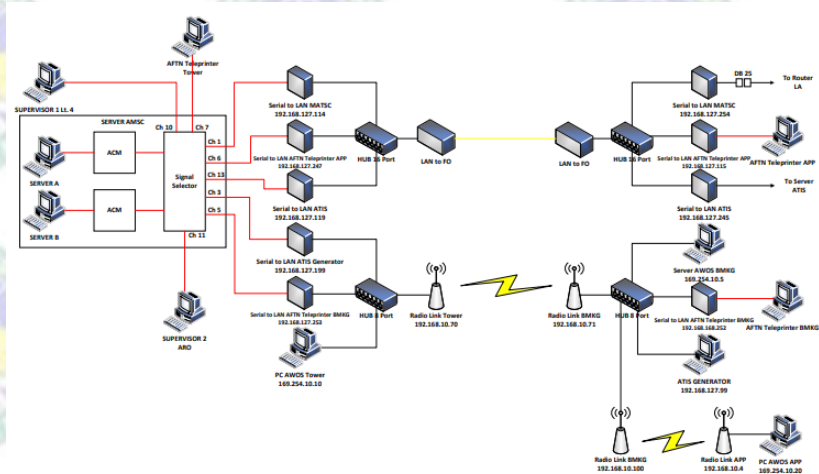 AFTN Teleprinter
Tower
SUPERVISOR 1 Lt. 4
SERVER AMSC
Ch 10
Ch 7
Ch 1
Ch 6
Ch 13
Ch 3
Ch 5
Ch 11
ACM
SERVER A
Signal
Selector
ACM
SERVER B
SUPERVISOR 2
ARO
Serial to LAN MATSC
192.168.127.114
Serial to LAN AFTN Teleprinter APP
192.168.127.247
Serial to LAN ATIS
192.168.127.119
HUB 16 Port
LAN to FO
LAN to FO
HUB 16 Port
Serial to LAN MATSC
192.168.127.254
DB 25
To Router
LA
Serial to LAN AFTN Teleprinter APP
192.168.127.115
AFTN Teleprinter APP
Serial to LAN ATIS
192.168.127.245
To Server
ATIS
Serial to LAN ATIS Generator
192.168.127.199
Serial to LAN AFTN Teleprinter BMKG
192.168.127.253
HUB 8 Port
Radio Link Tower
192.168.10.70
PC AWOS Tower
169.254.10.10
Radio Link BMKG
192.168.10.71
HUB 8 Port
Server AWOS BMKG
169.254.10.5
Serial to LAN AFTN Teleprinter BMKG
192.168.168.252
AFTN Teleprinter BMKG
ATIS GENERATOR
192.168.127.99
Radio Link BMKG
192.168.10.100
Radio Link APP
192.168.10.4
PC AWOS APP
169.254.10.20